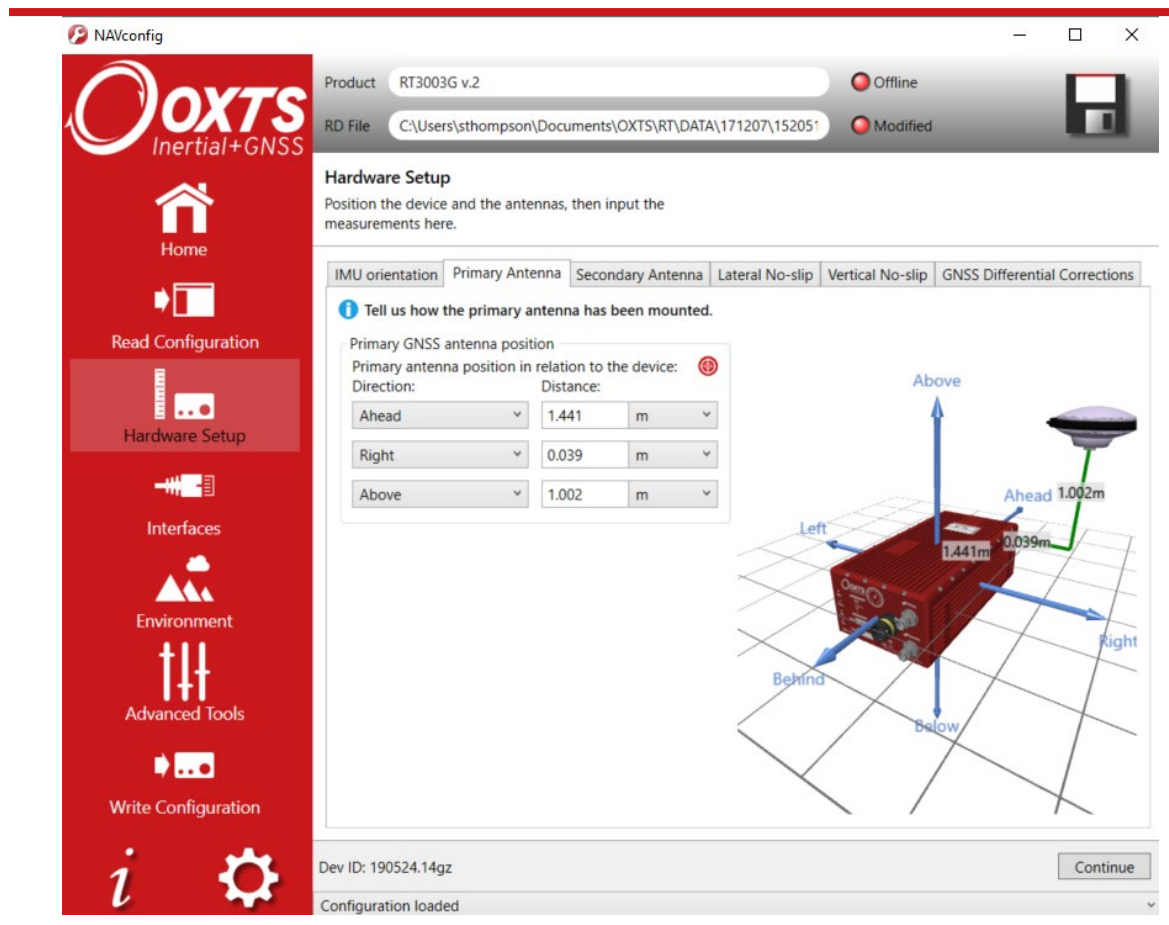 NAVconfig
OXTS
Inertial+GNSS
Product RT3003G v.2 Offline
RD File C:\Users\sthompson\Documents\OXTS\RT\DATA\171207\152051 Modified
Home
Read Configuration
Hardware Setup
Interfaces
Environment
Advanced Tools
Write Configuration
Hardware Setup
Position the device and the antennas, then input the
measurements here.
IMU orientation Primary Antenna Secondary Antenna Lateral No-slip Vertical No-slip GNSS Differential Corrections
Tell us how the primary antenna has been mounted.
Primary GNSS antenna position
Primary antenna position in relation to the device:
Direction: Distance:
Ahead 1.441 m
Right 0.039 m
Above 1.002 m
Above
Ahead 1.002m
Left
1.441m 0.039m
OXTS
Right
Behind
Below
Dev ID: 190524.14gz
Continue
Configuration loaded